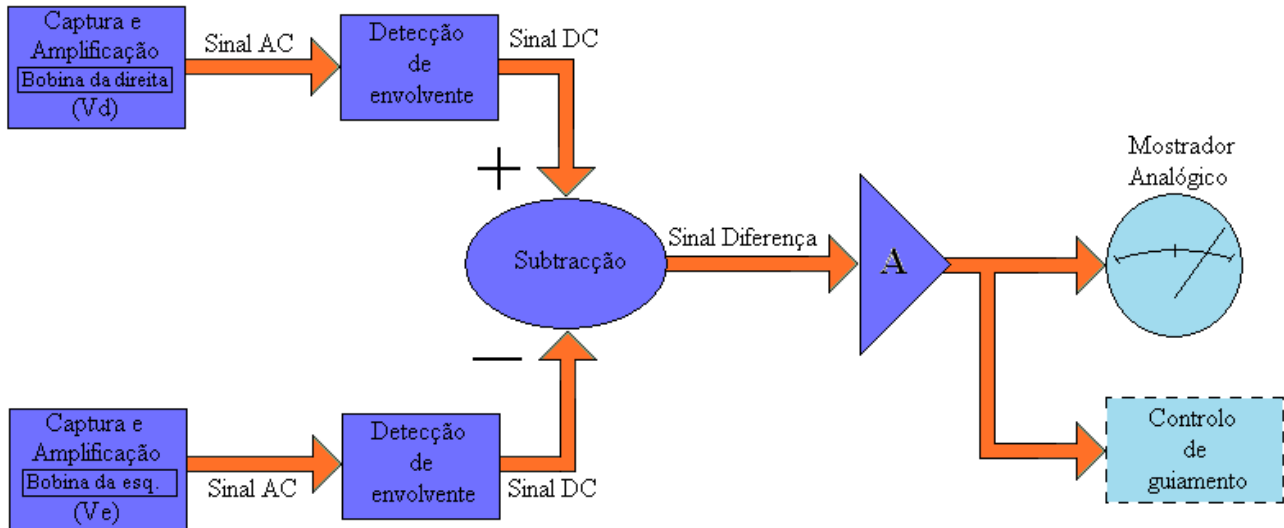 Captura e
Amplificação
Bobina da direita
(Vd)
Sinal AC
Detecção
de
envolvente
Sinal DC
+
Subtracção
—
Sinal Diferença
A
Mostrador
Analógico
Captura e
Amplificação
Bobina da esq.
(Ve)
Sinal AC
Detecção
de
envolvente
Sinal DC
Controlo
de
guiamento